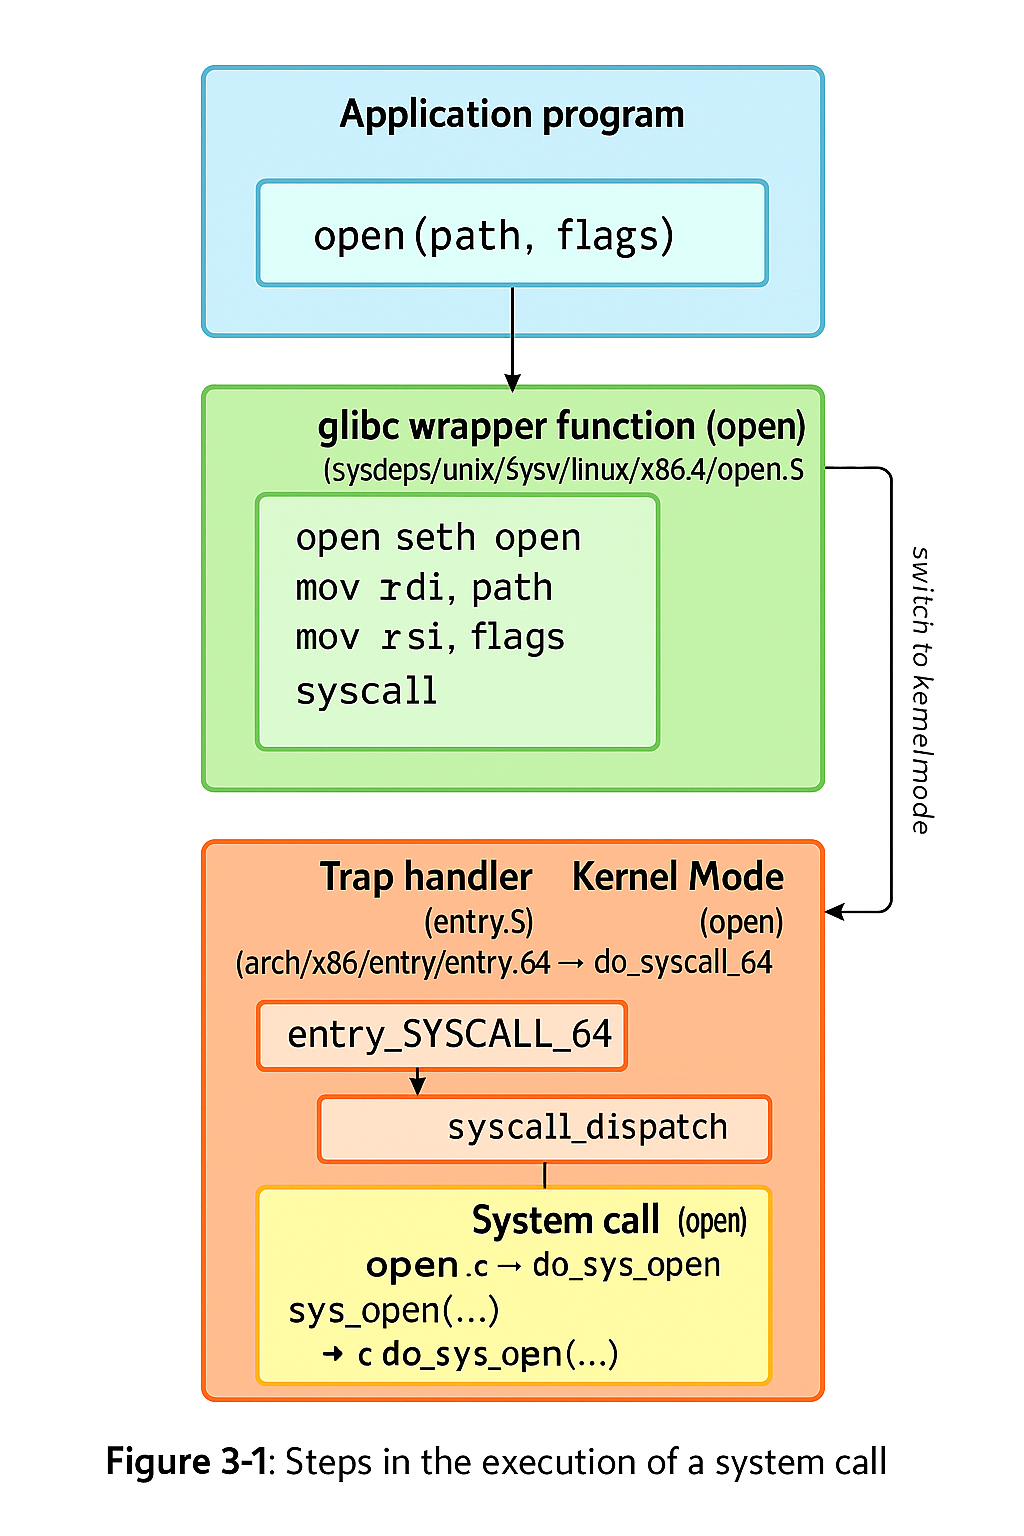 Application program
open(path, flags)
glibc wrapper function (open)
(sysdeps/unix/śysv/linux/x86.4/open.S
open seth open
mov rdi, path
mov rsi, flags
syscall
switch to kemelmode
Trap handler Kernel Mode
(entry.S) (open)
(arch/x86/entry/entry.64 → do_syscall_64
entry_SYSCALL_64
syscall_dispatch
System call (open)
open.c → do_sys_open
sys_open(...)
➔ c do_sys_open(...)
Figure 3-1: Steps in the execution of a system call